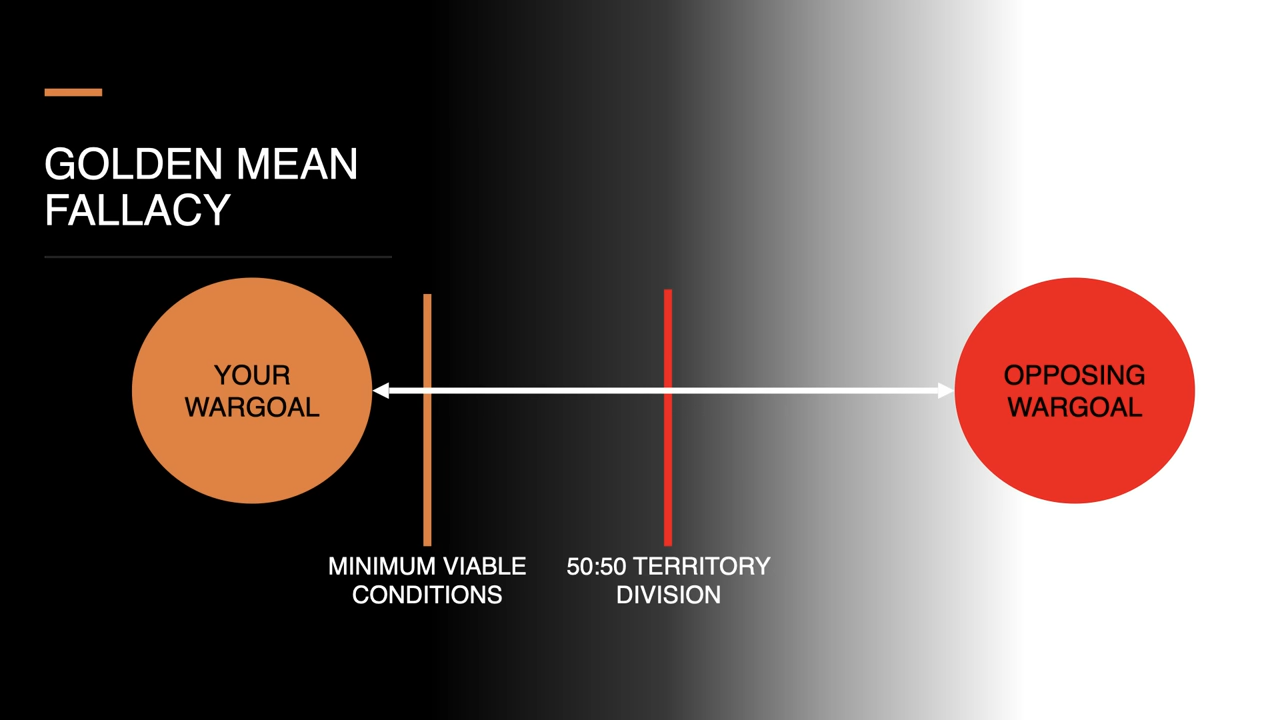 GOLDEN MEAN
FALLACY
YOUR
WARGOAL
OPPOSING
WARGOAL
MINIMUM VIABLE
CONDITIONS
50:50 TERRITORY
DIVISION